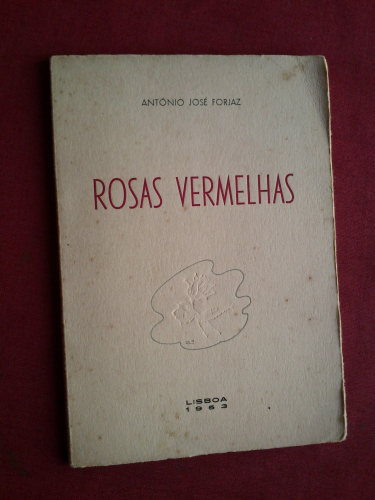 ANTÓNIO JOSÉ FORJAZ
ROSAS VERMELHAS
LISBOA
1963